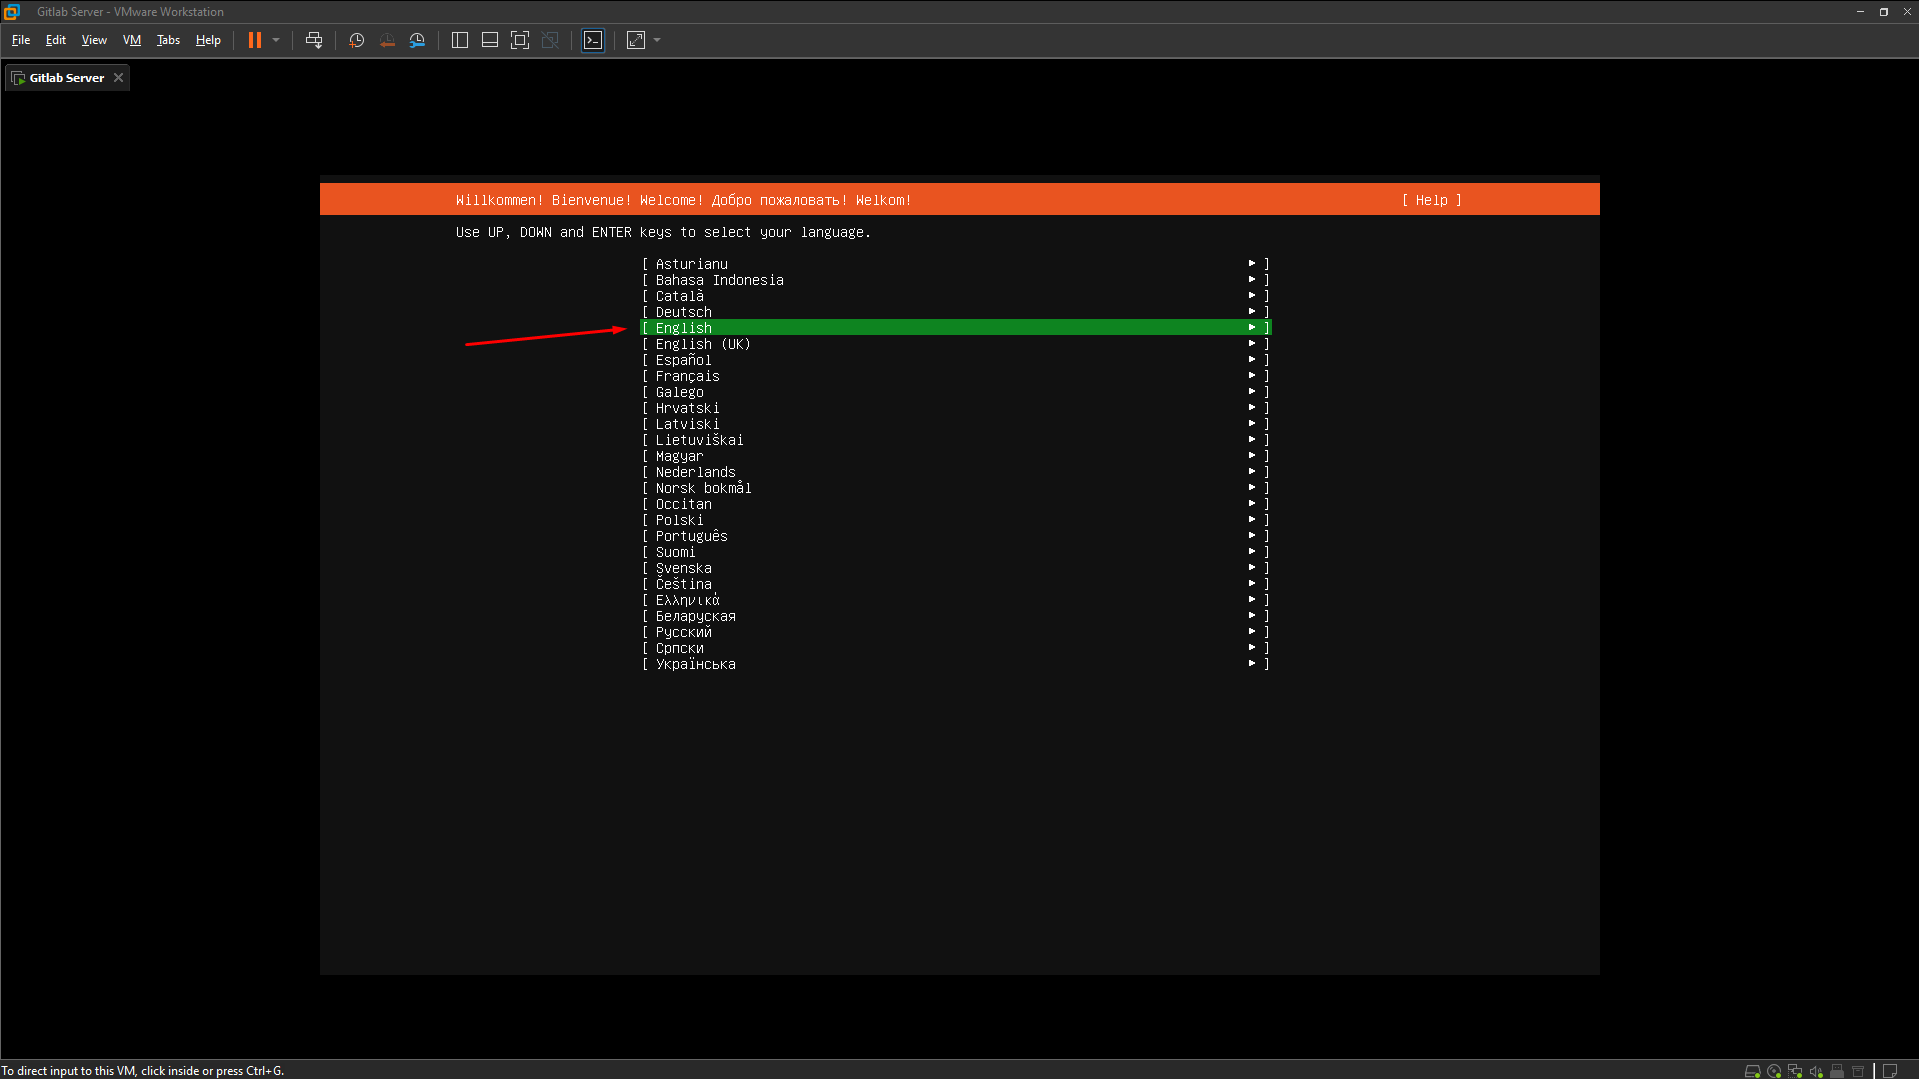 Gitlab Server - VMware Workstation
File Edit View VM Tabs Help
Gitlab Server
Willkommen! Bienvenue! Welcome! Добро пожаловать! Welkom! [ Help ]
Use UP, DOWN and ENTER keys to select your language.
[ Asturianu ► ]
[ Bahasa Indonesia ► ]
[ Català ► ]
[ Deutsch ► ]
[ English ► ]
[ English (UK) ► ]
[ Español ► ]
[ Français ► ]
[ Galego ► ]
[ Hrvatski ► ]
[ Latviski ► ]
[ Lietuviškai ► ]
[ Magyar ► ]
[ Nederlands ► ]
[ Norsk bokmål ► ]
[ Occitan ► ]
[ Polski ► ]
[ Português ► ]
[ Suomi ► ]
[ Svenska ► ]
[ Čeština ► ]
[ Ελληνικά ► ]
[ Беларуская ► ]
[ Русский ► ]
[ Српски ► ]
[ Українська ► ]
To direct input to this VM, click inside or press Ctrl+G.